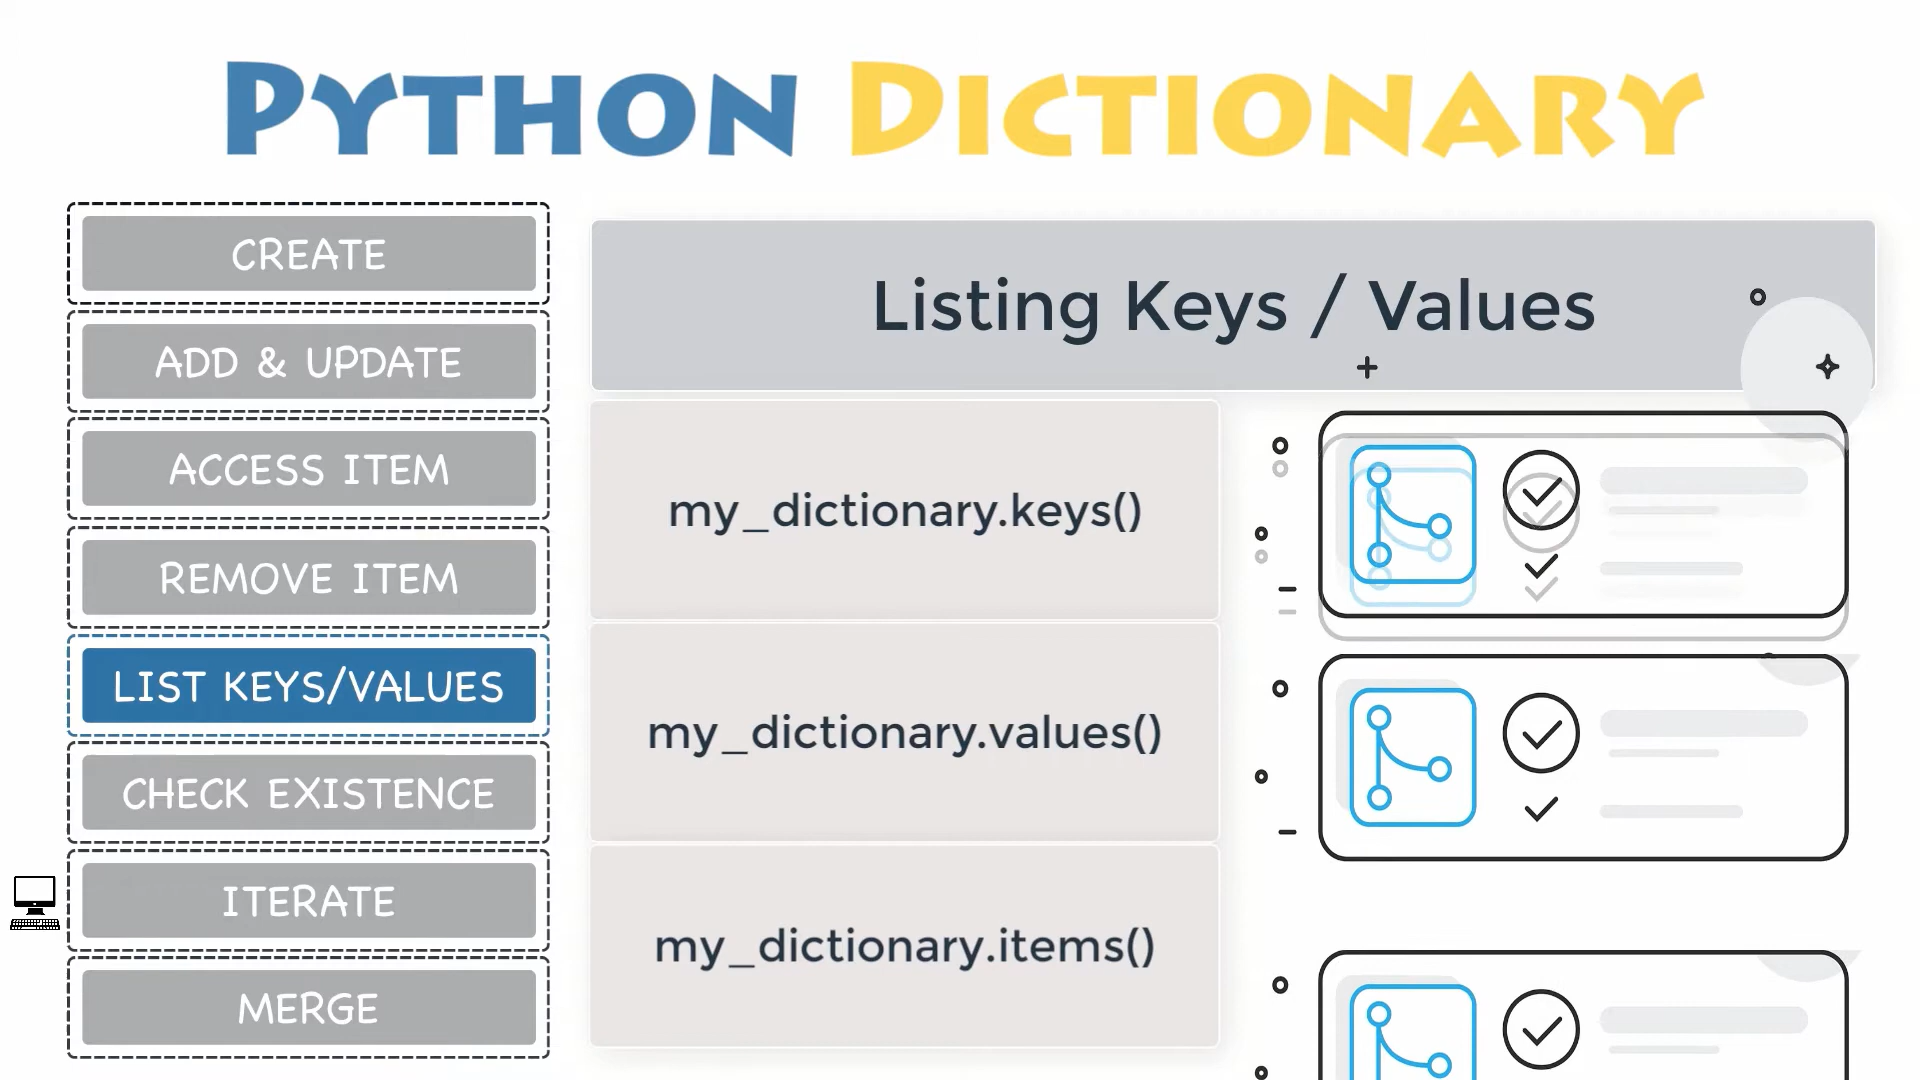 PYTHON DICTIONARY
CREATE
ADD & UPDATE
ACCESS ITEM
REMOVE ITEM
LIST KEYS/VALUES
CHECK EXISTENCE
ITERATE
MERGE
Listing Keys / Values
my_dictionary.keys()
my_dictionary.values()
my_dictionary.items()